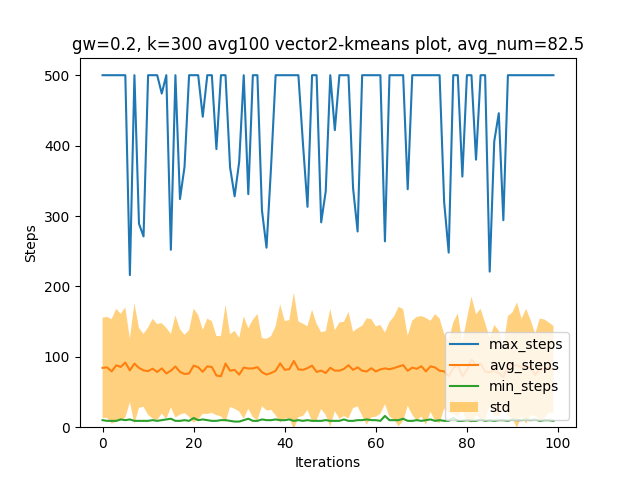 gw=0.2, k=300 avg100 vector2-kmeans plot, avg_num=82.5
500
400
300
200
100
0
Steps
max_steps
avg_steps
min_steps
std
0 20 40 60 80 100
Iterations